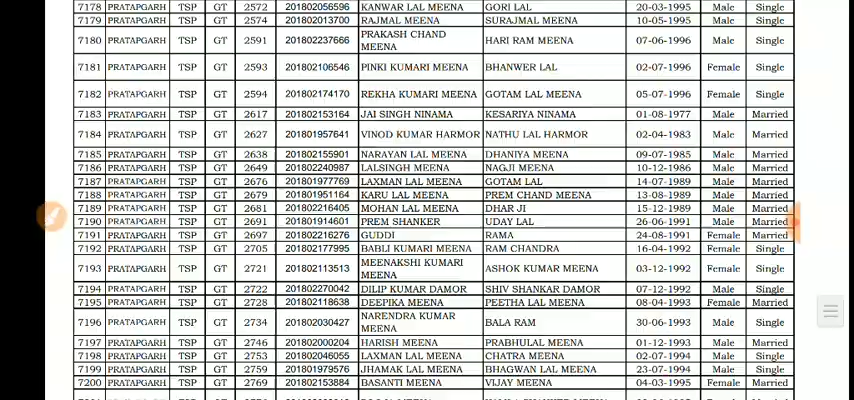 7178 PRATAPGARH TSP GT 2572 201802056596 KANWAR LAL MEENA GORI LAL 20-03-1995 Male Single
7179 PRATAPGARH TSP GT 2574 201802013700 RAJMAL MEENA SURAJMAL MEENA 10-05-1995 Male Single
7180 PRATAPGARH TSP GT 2591 201802237666 PRAKASH CHAND MEENA HARI RAM MEENA 07-06-1996 Male Single
7181 PRATAPGARH TSP GT 2593 201802106546 PINKI KUMARI MEENA BHANWER LAL 02-07-1996 Female Single
7182 PRATAPGARH TSP GT 2594 201802174170 REKHA KUMARI MEENA GOTAM LAL MEENA 05-07-1996 Female Single
7183 PRATAPGARH TSP GT 2617 201802153164 JAI SINGH NINAMA KESARIYA NINAMA 01-08-1977 Male Married
7184 PRATAPGARH TSP GT 2627 201801957641 VINOD KUMAR HARMOR NATHU LAL HARMOR 02-04-1983 Male Married
7185 PRATAPGARH TSP GT 2638 201802155901 NARAYAN LAL MEENA DHANIYA MEENA 09-07-1985 Male Married
7186 PRATAPGARH TSP GT 2649 201802240987 LALSINGH MEENA NAGJI MEENA 10-12-1986 Male Married
7187 PRATAPGARH TSP GT 2676 201801977769 LAXMAN LAL MEENA GOTAM LAL 14-07-1989 Male Married
7188 PRATAPGARH TSP GT 2679 201801951164 KARU LAL MEENA PREM CHAND MEENA 13-08-1989 Male Married
7189 PRATAPGARH TSP GT 2681 201802216405 MOHAN LAL MEENA DHAR JI 15-12-1989 Male Married
7190 PRATAPGARH TSP GT 2691 201801914601 PREM SHANKER UDAY LAL 26-06-1991 Male Married
7191 PRATAPGARH TSP GT 2697 201802216276 GUDDI RAMA 24-08-1991 Female Married
7192 PRATAPGARH TSP GT 2705 201802177995 BABLI KUMARI MEENA RAM CHANDRA 16-04-1992 Female Single
7193 PRATAPGARH TSP GT 2721 201802113513 MEENAKSHI KUMARI MEENA ASHOK KUMAR MEENA 03-12-1992 Female Single
7194 PRATAPGARH TSP GT 2722 201802270042 DILIP KUMAR DAMOR SHIV SHANKAR DAMOR 07-12-1992 Male Single
7195 PRATAPGARH TSP GT 2728 201802118638 DEEPIKA MEENA PEETHA LAL MEENA 08-04-1993 Female Married
7196 PRATAPGARH TSP GT 2734 201802030427 NARENDRA KUMAR MEENA BALA RAM 30-06-1993 Male Single
7197 PRATAPGARH TSP GT 2746 201802000204 HARISH MEENA PRABHULAL MEENA 01-12-1993 Male Married
7198 PRATAPGARH TSP GT 2753 201802046055 LAXMAN LAL MEENA CHATRA MEENA 02-07-1994 Male Single
7199 PRATAPGARH TSP GT 2759 201801979576 JHAMAK LAL MEENA BHAGWAN LAL MEENA 23-07-1994 Male Single
7200 PRATAPGARH TSP GT 2769 201802153884 BASANTI MEENA VIJAY MEENA 04-03-1995 Female Married